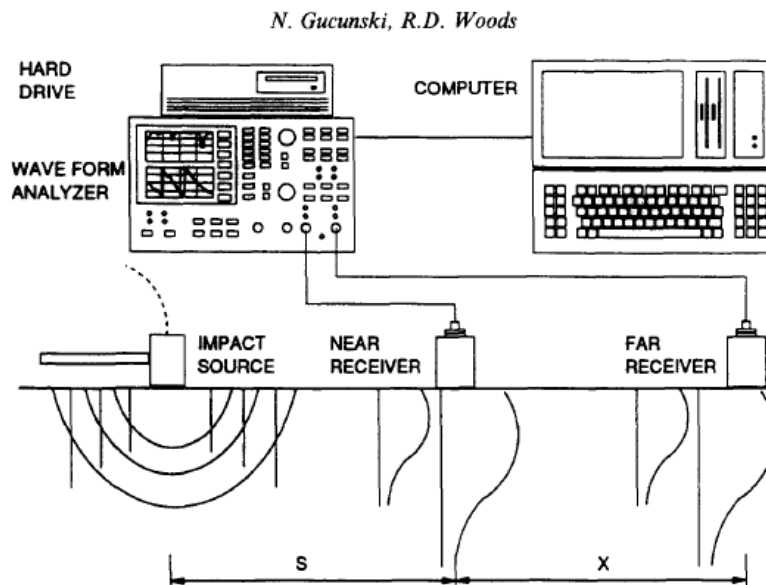 N. Gucunski, R.D. Woods
HARD
DRIVE
COMPUTER
WAVE FORM
ANALYZER
IMPACT
SOURCE
NEAR
RECEIVER
FAR
RECEIVER
S
X